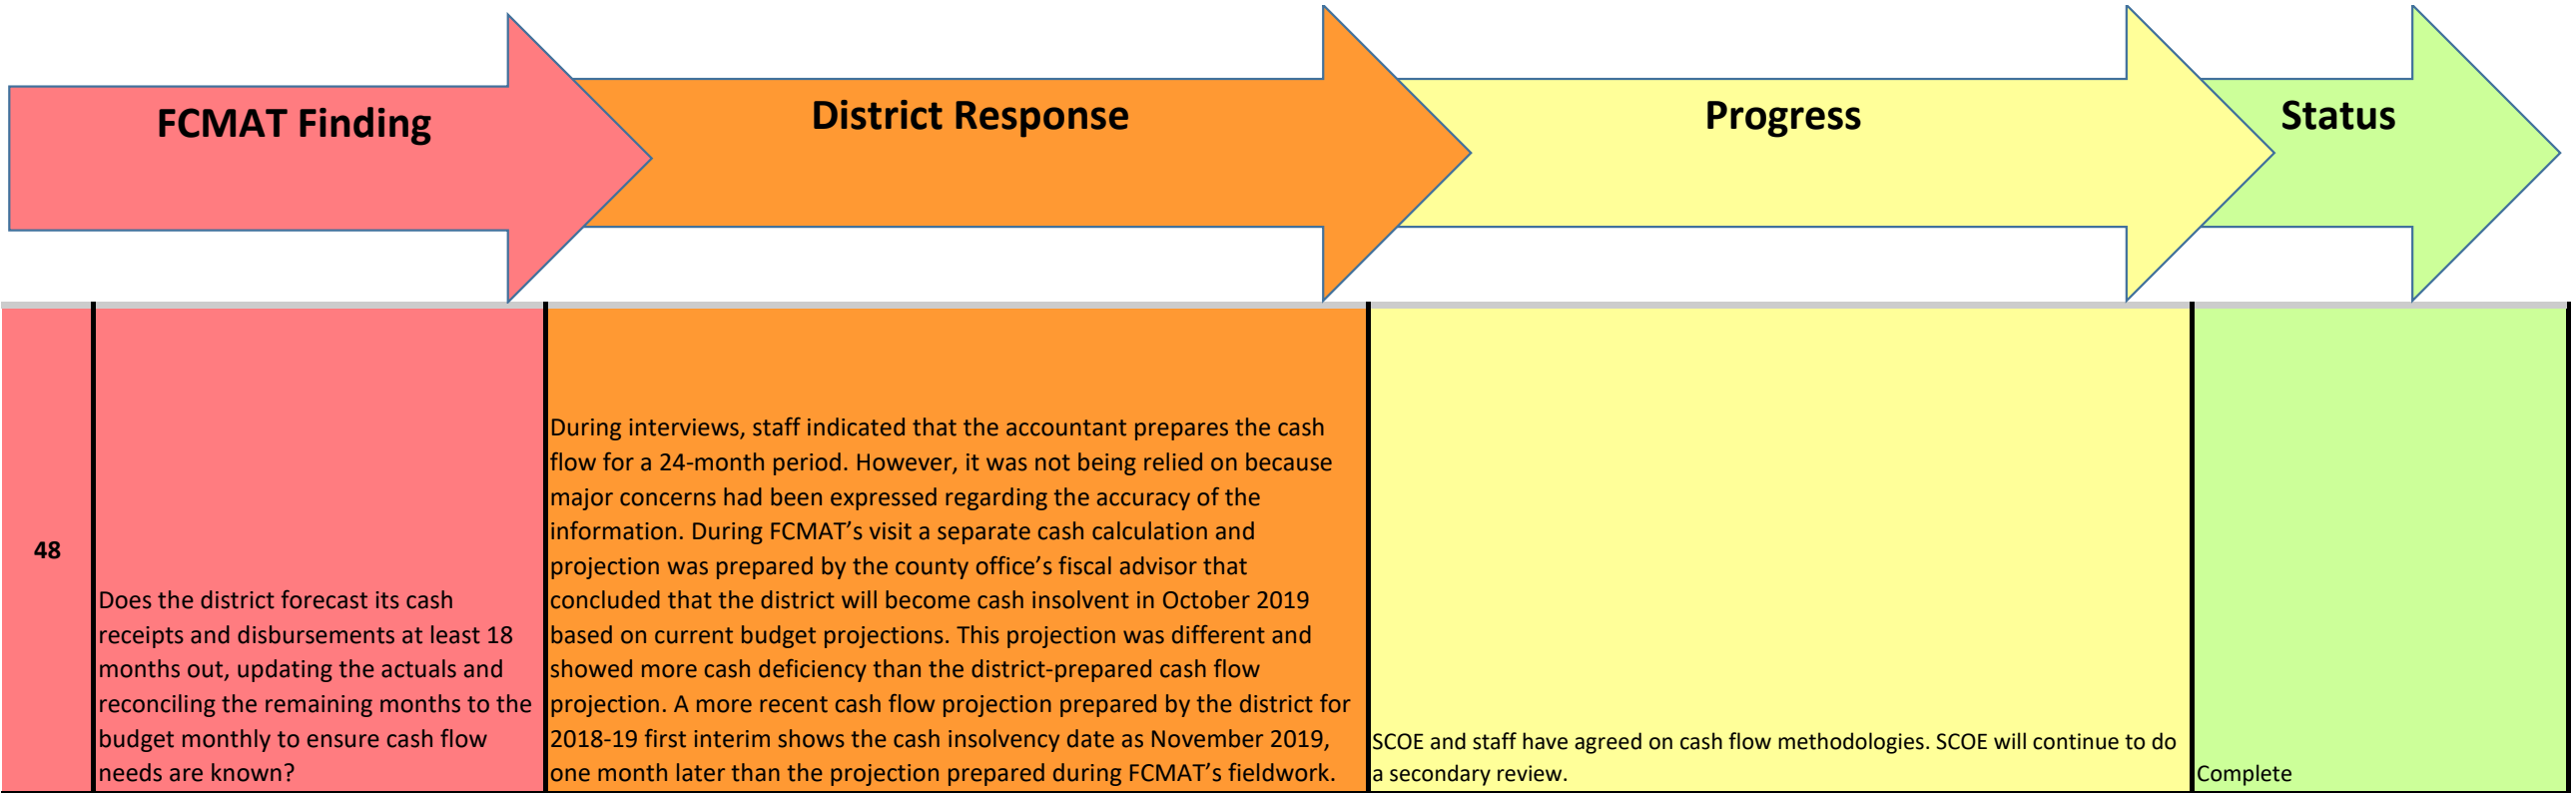 FCMAT Finding
District Response
Progress
Status
48
Does the district forecast its cash
receipts and disbursements at least 18
months out, updating the actuals and
reconciling the remaining months to the
budget monthly to ensure cash flow
needs are known?
During interviews, staff indicated that the accountant prepares the cash
flow for a 24-month period. However, it was not being relied on because
major concerns had been expressed regarding the accuracy of the
information. During FCMAT’s visit a separate cash calculation and
projection was prepared by the county office’s fiscal advisor that
concluded that the district will become cash insolvent in October 2019
based on current budget projections. This projection was different and
showed more cash deficiency than the district-prepared cash flow
projection. A more recent cash flow projection prepared by the district for
2018-19 first interim shows the cash insolvency date as November 2019,
one month later than the projection prepared during FCMAT’s fieldwork.
SCOE and staff have agreed on cash flow methodologies. SCOE will continue to do
a secondary review.
Complete